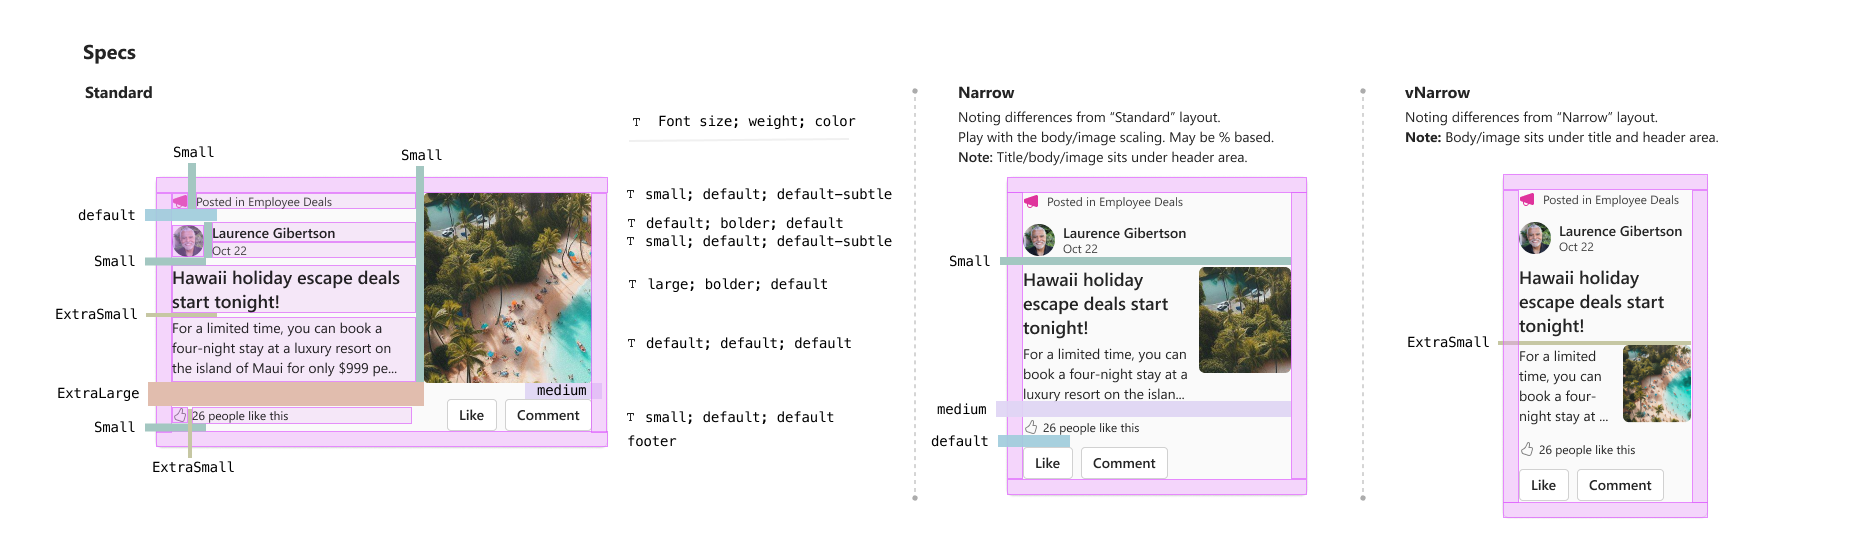 Specs
Standard
Small
Small
default
Small
ExtraSmall
ExtraLarge
Small
ExtraSmall
Posted in Employee Deals
Laurence Gibertson
Oct 22
Hawaii holiday escape deals
start tonight!
For a limited time, you can book a
four-night stay at a luxury resort on
the island of Maui for only $999 pe...
medium
26 people like this
Like
Comment
T Font size; weight; color
T small; default; default-subtle
T default; bolder; default
T small; default; default-subtle
T large; bolder; default
T default; default; default
T small; default; default
footer
Narrow
Noting differences from “Standard” layout.
Play with the body/image scaling. May be % based.
Note: Title/body/image sits under header area.
Posted in Employee Deals
Laurence Gibertson
Oct 22
Small
Hawaii holiday
escape deals start
tonight!
For a limited time, you can
book a four-night stay at a
luxury resort on the islan...
medium
26 people like this
default
Like
Comment
vNarrow
Noting differences from “Narrow” layout.
Note: Body/image sits under title and header area.
Posted in Employee Deals
Laurence Gibertson
Oct 22
Hawaii holiday
escape deals start
tonight!
ExtraSmall
For a limited
time, you can
book a four-
night stay at ...
26 people like this
Like
Comment